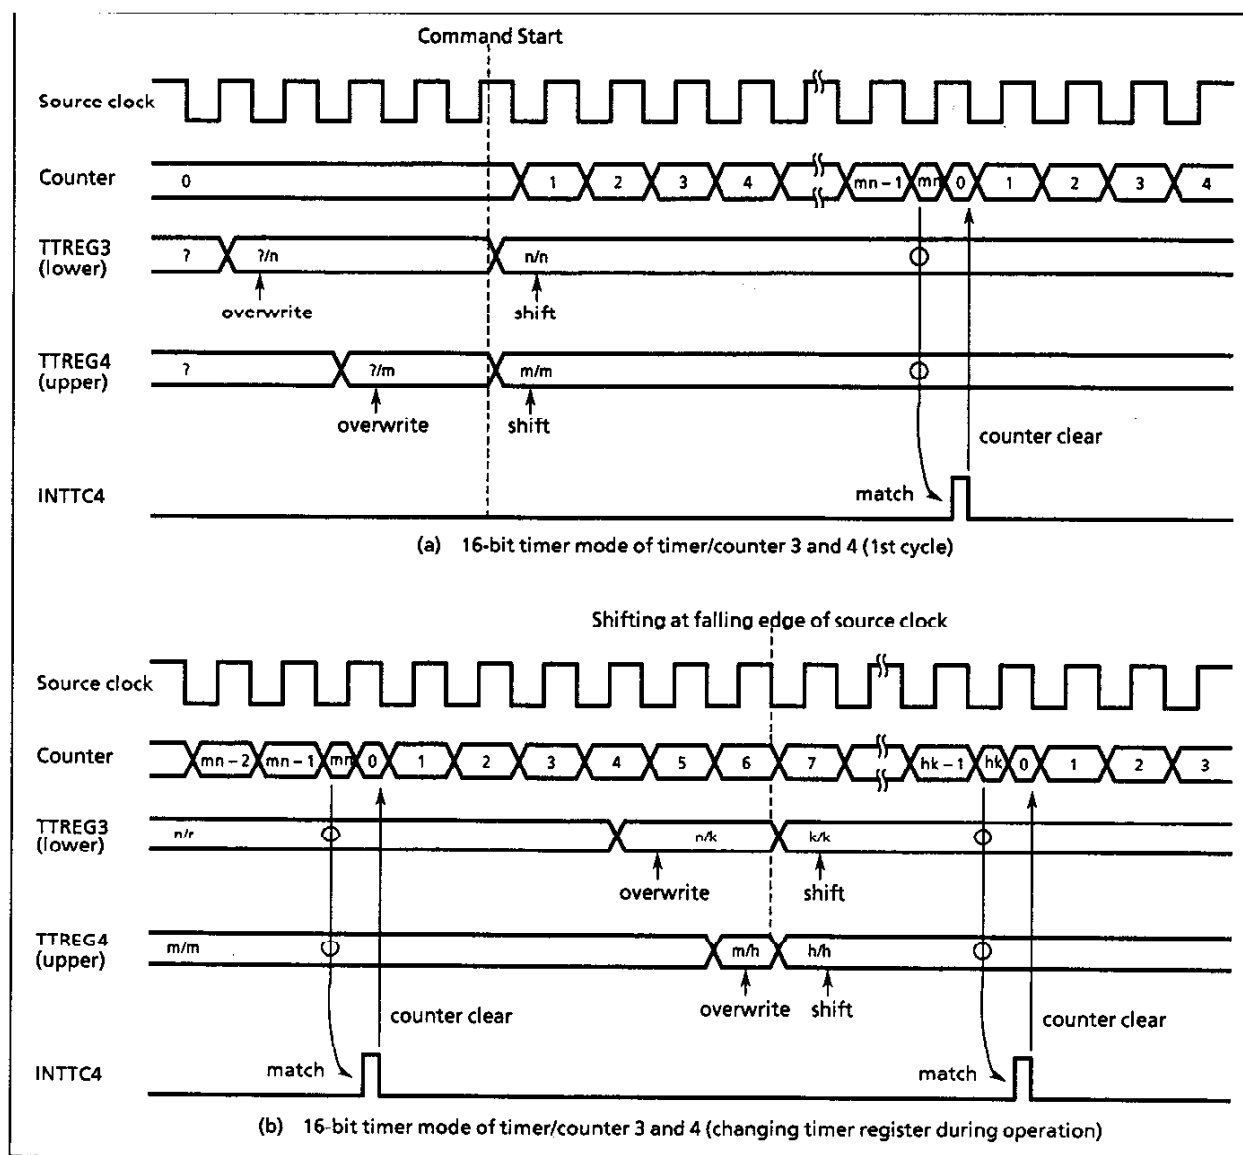 Command Start
Source clock
Counter 0 1 2 3 4 mn – 1 mn 0 1 2 3 4
TTREG3
(lower) ? ?/n n/n
overwrite shift
TTREG4
(upper) ? ?/m m/m
overwrite shift
counter clear
INTTC4 match
(a) 16-bit timer mode of timer/counter 3 and 4 (1st cycle)
Shifting at falling edge of source clock
Source clock
Counter mn – 2 mn – 1 mn 0 1 2 3 4 5 6 7 hk – 1 hk 0 1 2 3
TTREG3
(lower) n/r n/k k/k
overwrite shift
TTREG4
(upper) m/m m/h h/h
overwrite shift
counter clear counter clear
INTTC4 match match
(b) 16-bit timer mode of timer/counter 3 and 4 (changing timer register during operation)